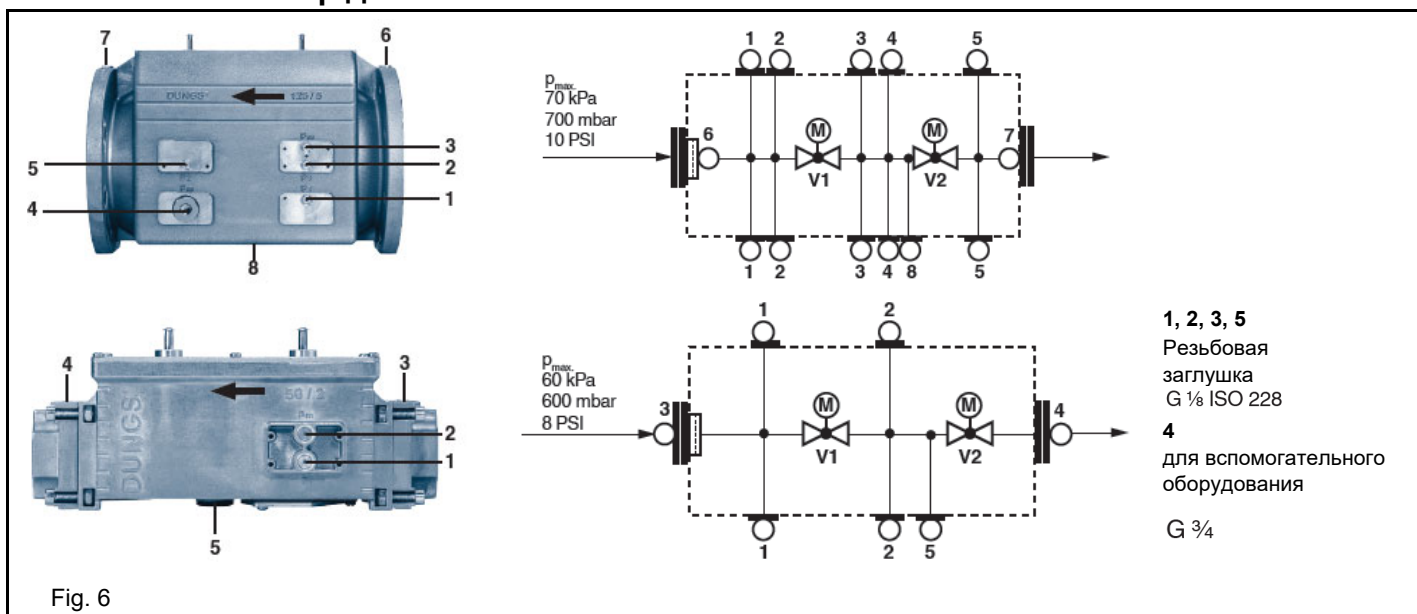 7
6
DUNGS
3
2
5
1
4
8
1 2 3 4 5
pmax.
70 kPa
700 mbar
10 PSI
6
M
M
7
V1
V2
1 2 3 4 8 5
4
3
DUNGS
50/2
2
1
5
1 2
pmax.
60 kPa
600 mbar
8 PSI
3
M
M
4
V1
V2
1 2 5
1, 2, 3, 5
Резьбовая
заглушка
G ⅛ ISO 228
4
для вспомогательного
оборудования
G ¾
Fig. 6